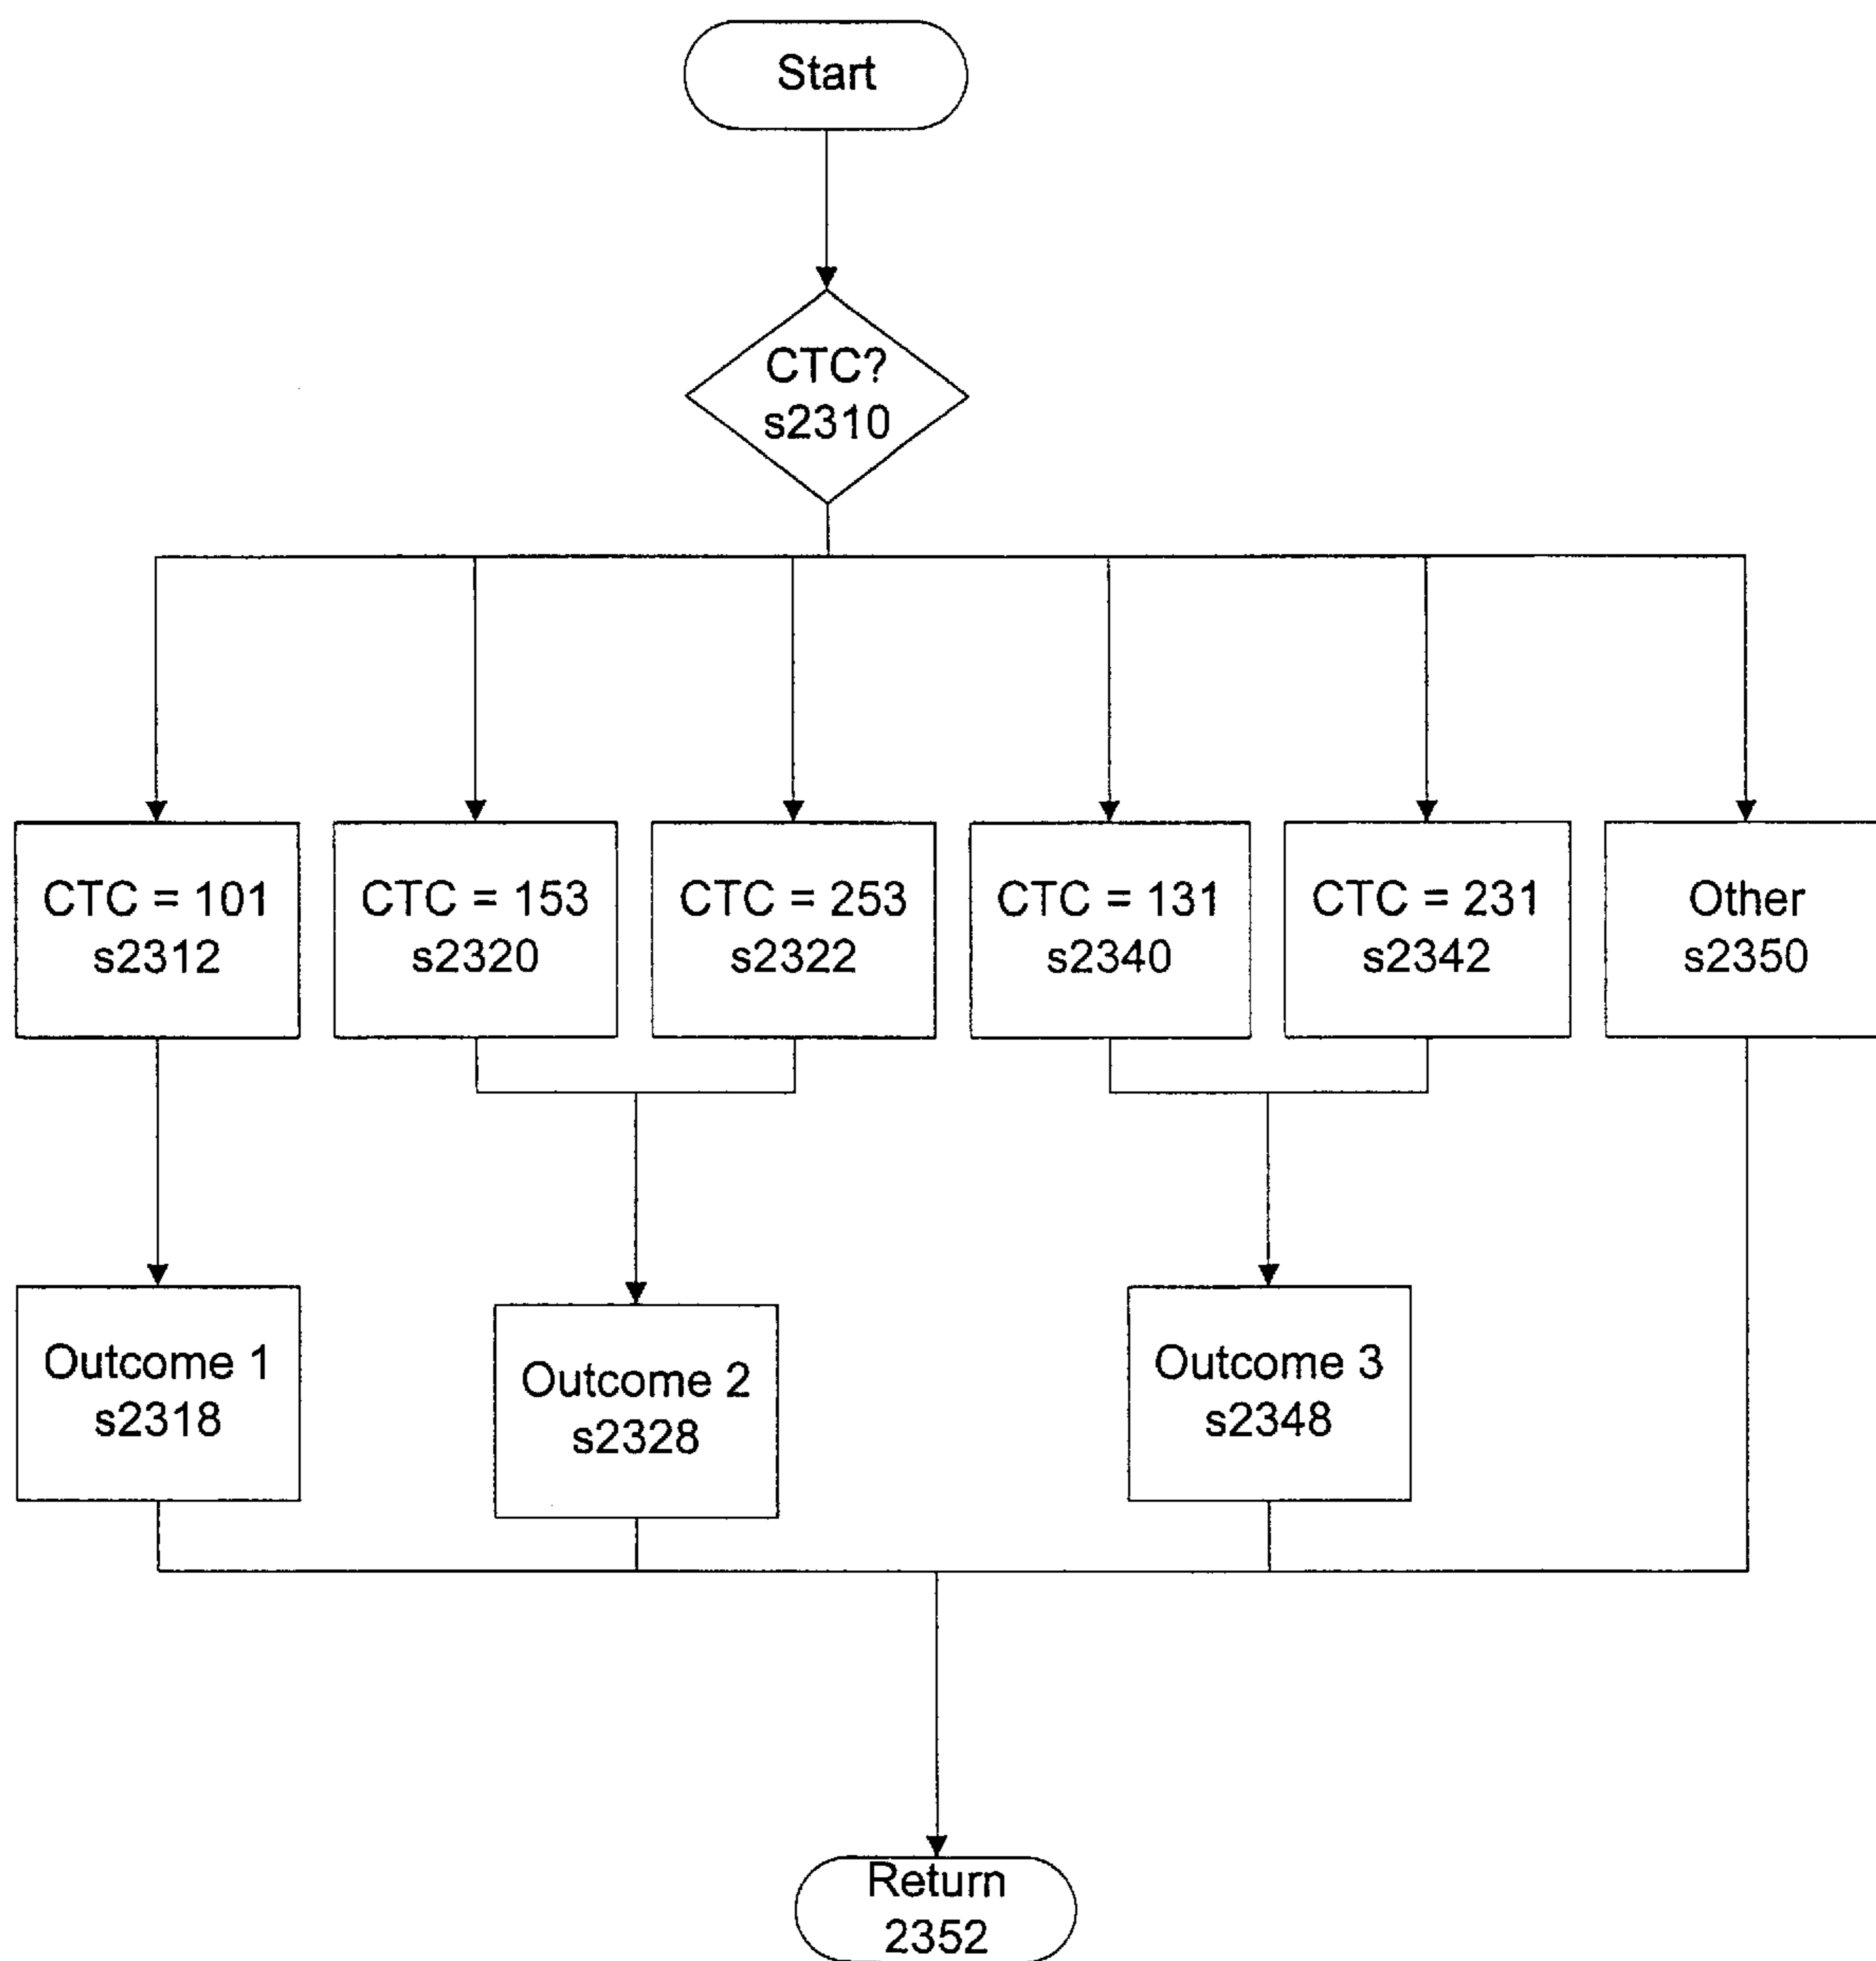 Start
CTC?
s2310
CTC = 101
s2312
CTC = 153
s2320
CTC = 253
s2322
CTC = 131
s2340
CTC = 231
s2342
Other
s2350
Outcome 1
s2318
Outcome 2
s2328
Outcome 3
s2348
Return
2352